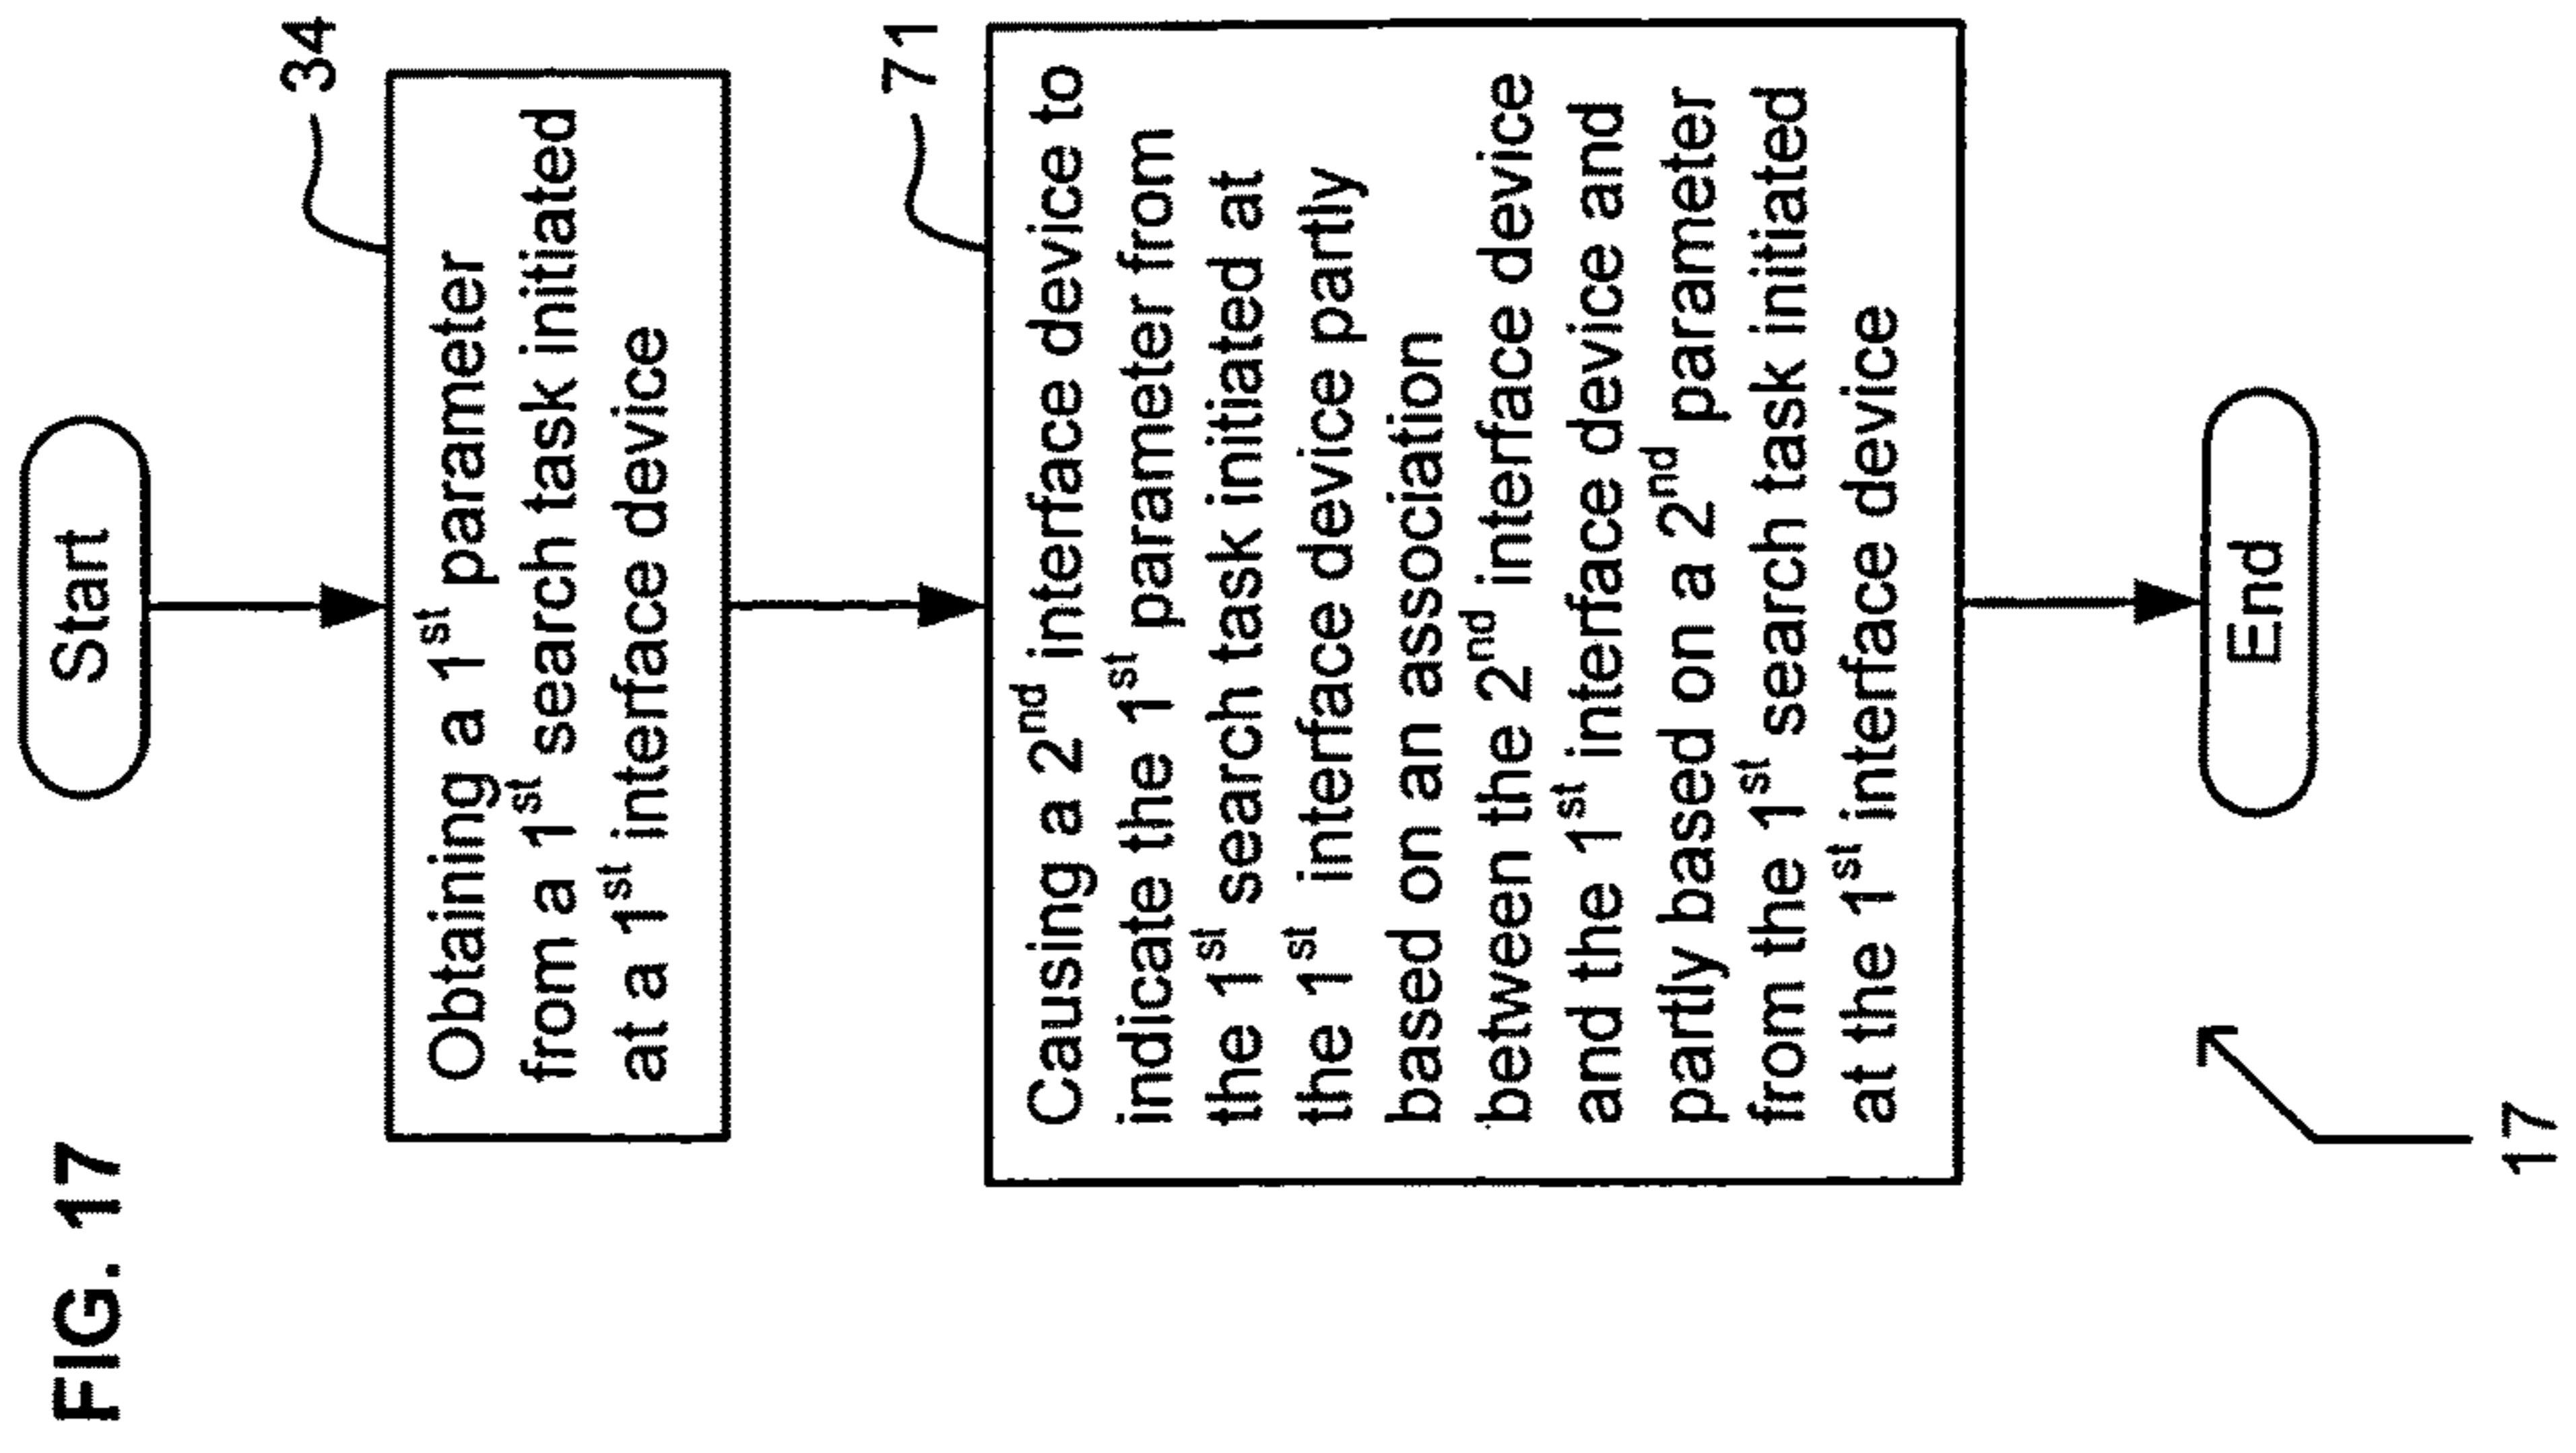 FIG. 17
Start
34
Obtaining a 1st parameter
from a 1st search task initiated
at a 1st interface device
71
Causing a 2nd interface device to
indicate the 1st parameter from
the 1st search task initiated at
the 1st interface device partly
based on an association
between the 2nd interface device
and the 1st interface device and
partly based on a 2nd parameter
from the 1st search task initiated
at the 1st interface device
End
17